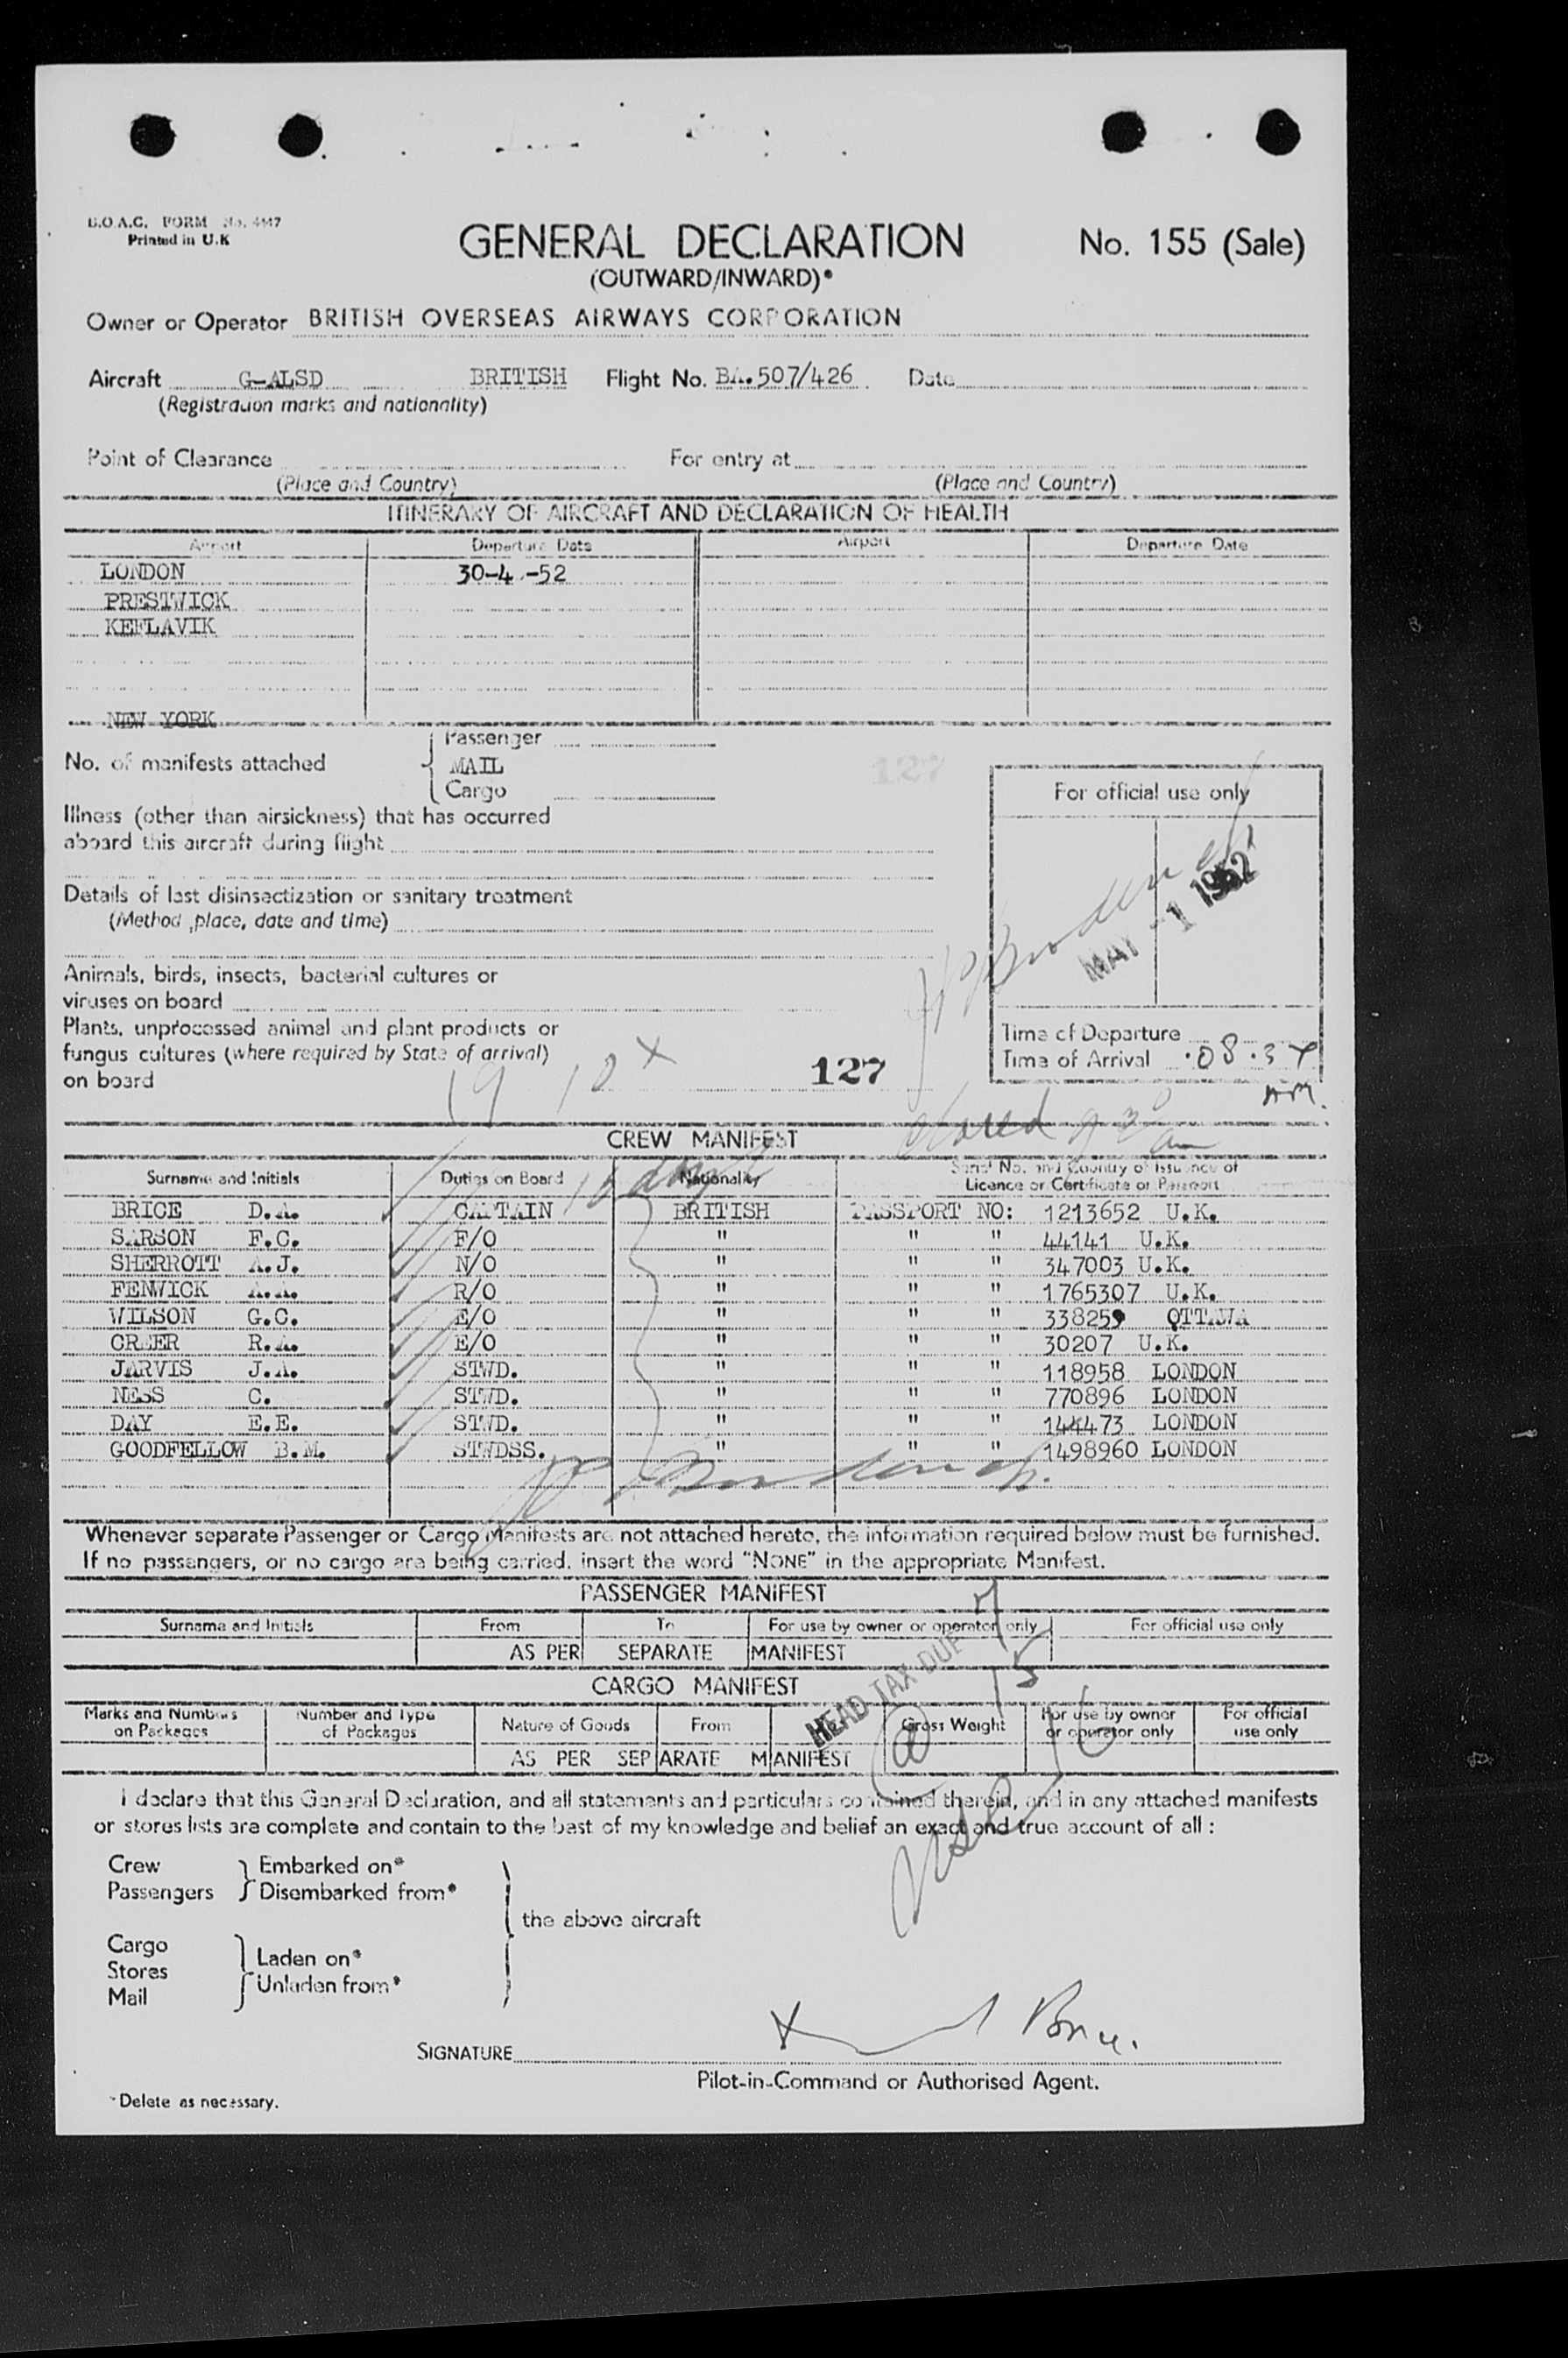 B.O.A.C. FORM No. 4447
Printed in U.K
GENERAL DECLARATION No. 155 (Sale)
(OUTWARD/INWARD)*
Owner or Operator BRITISH OVERSEAS AIRWAYS CORPORATION
Aircraft G-ALSD BRITISH Flight No. BA.507/426 Date
(Registration marks and nationality)
Point of Clearance For entry at
(Place and Country) (Place and Country)
ITINERARY OF AIRCRAFT AND DECLARATION OF HEALTH
Airport Departure Date Airport Departure Date
LONDON 30-4-52
PRESTWICK
KEFLAVIK
NEW YORK
Passenger
No. of manifests attached MAIL 127
Cargo For official use only
Illness (other than airsickness) that has occurred
aboard this aircraft during flight
Details of last disinsectization or sanitary treatment MAY -1 1952
(Method, place, date and time)
Animals, birds, insects, bacterial cultures or
viruses on board
Plants, unprocessed animal and plant products or Time of Departure
fungus cultures (where required by State of arrival) Time of Arrival
on board 127
AM.
CREW MANIFEST
Surname and Initials Duties on Board Nationality Serial No. and Country of Issuance of
Licence or Certificate or Passport
BRICE D.A. CAPTAIN BRITISH PASSPORT NO: 1213652 U.K.
SARSON F.C. F/O " " " 44141 U.K.
SHERROTT A.J. N/O " " " 347003 U.K.
FENWICK A.A. R/O " " " 1765307 U.K.
WILSON G.C. E/O " " " 338259 OTTAWA
GREER R.A. E/O " " " 30207 U.K.
JARVIS J.A. STWD. " " " 118958 LONDON
NESS C. STWD. " " " 770896 LONDON
DAY E.E. STWD. " " " 144473 LONDON
GOODFELLOW B.M. STWDSS. " " " 1498960 LONDON
Whenever separate Passenger or Cargo Manifests are not attached hereto, the information required below must be furnished.
If no passengers, or no cargo are being carried, insert the word "NONE" in the appropriate Manifest.
PASSENGER MANIFEST
Surname and Initials From To For use by owner or operator only For official use only
AS PER SEPARATE MANIFEST
HEAD TAX DUE
CARGO MANIFEST
Marks and Numbers on Packages Number and Type of Packages Nature of Goods From Gross Weight For use by owner or operator only For official use only
AS PER SEPARATE MANIFEST
I declare that this General Declaration, and all statements and particulars contained therein, and in any attached manifests
or stores lists are complete and contain to the best of my knowledge and belief an exact and true account of all :
Crew Embarked on*
Passengers Disembarked from*
the above aircraft
Cargo
Stores Laden on*
Mail Unladen from*
SIGNATURE
Pilot-in-Command or Authorised Agent.
*Delete as necessary.